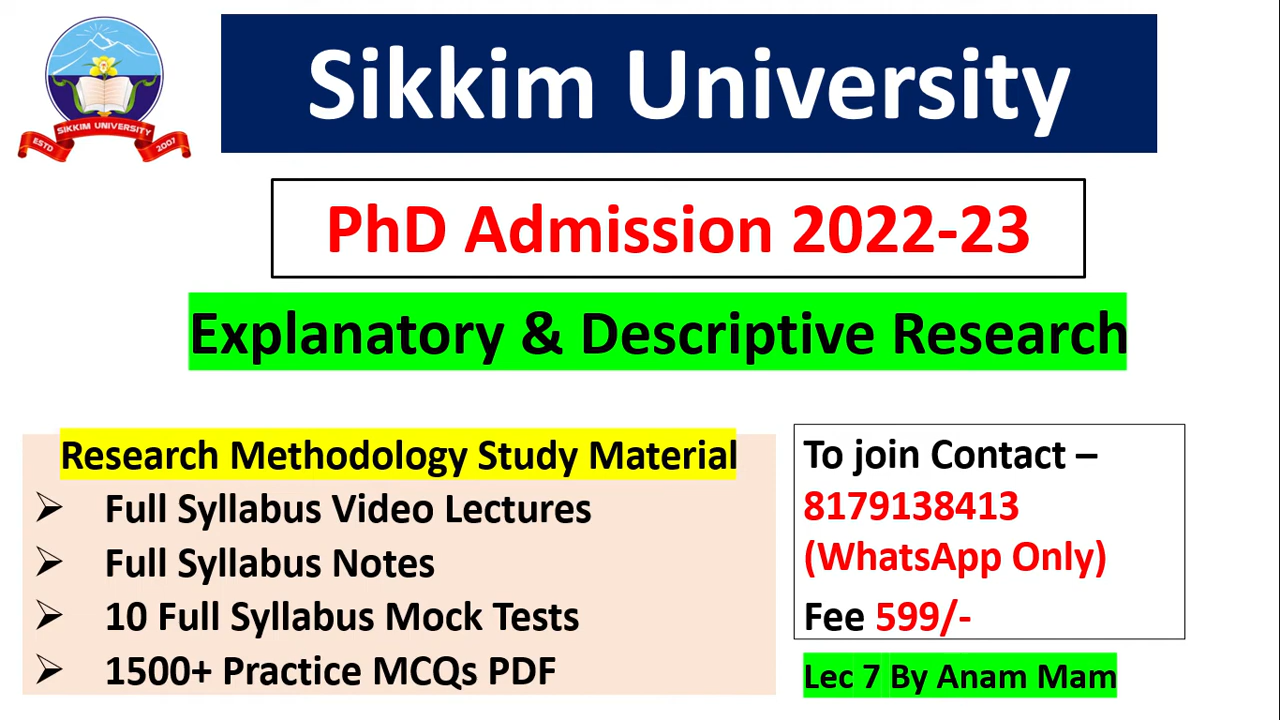 Sikkim University
SIKKIM UNIVERSITY
ESTD
2007
PhD Admission 2022-23
Explanatory & Descriptive Research
Research Methodology Study Material
Full Syllabus Video Lectures
Full Syllabus Notes
10 Full Syllabus Mock Tests
1500+ Practice MCQs PDF
To join Contact –
8179138413
(WhatsApp Only)
Fee 599/-
Lec 7 By Anam Mam